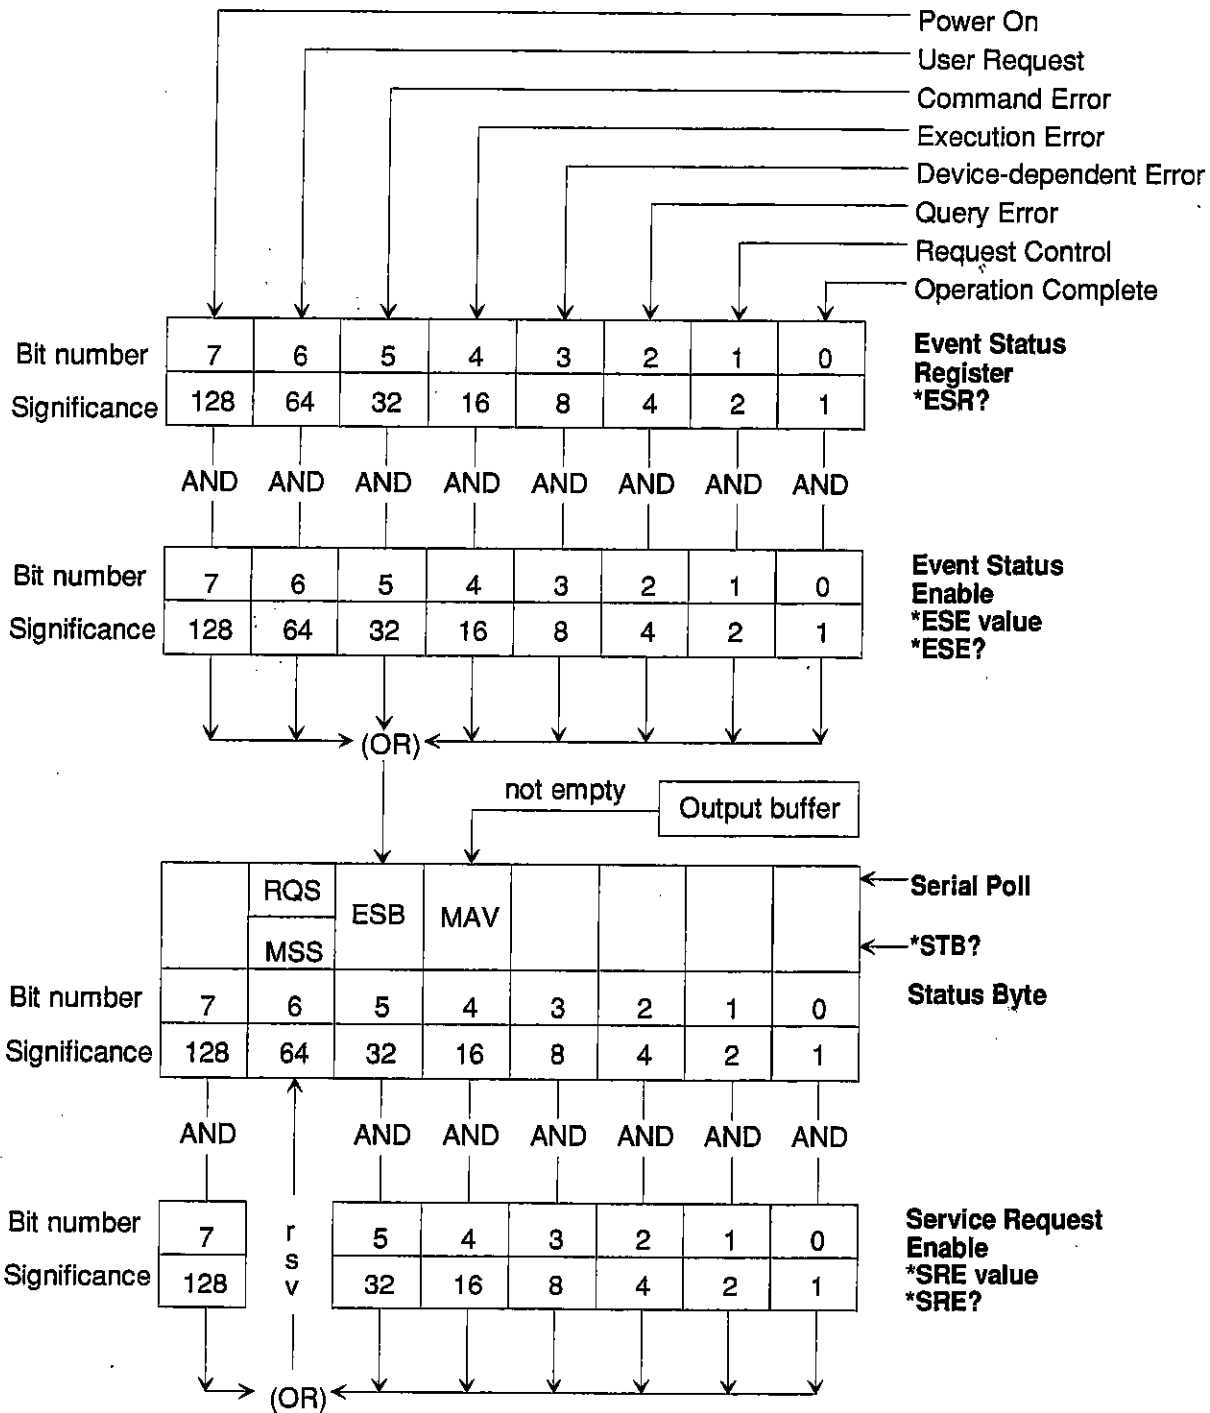 Power On
User Request
Command Error
Execution Error
Device-dependent Error
Query Error
Request Control
Operation Complete
Bit number 7 6 5 4 3 2 1 0
Significance 128 64 32 16 8 4 2 1
Event Status
Register
*ESR?
AND AND AND AND AND AND AND AND
Bit number 7 6 5 4 3 2 1 0
Significance 128 64 32 16 8 4 2 1
Event Status
Enable
*ESE value
*ESE?
(OR)
not empty
Output buffer
RQS
MSS
ESB
MAV
Serial Poll
*STB?
Bit number 7 6 5 4 3 2 1 0
Significance 128 64 32 16 8 4 2 1
Status Byte
AND AND AND AND AND AND AND
Bit number 7 5 4 3 2 1 0
Significance 128 32 16 8 4 2 1
rsv
Service Request
Enable
*SRE value
*SRE?
(OR)